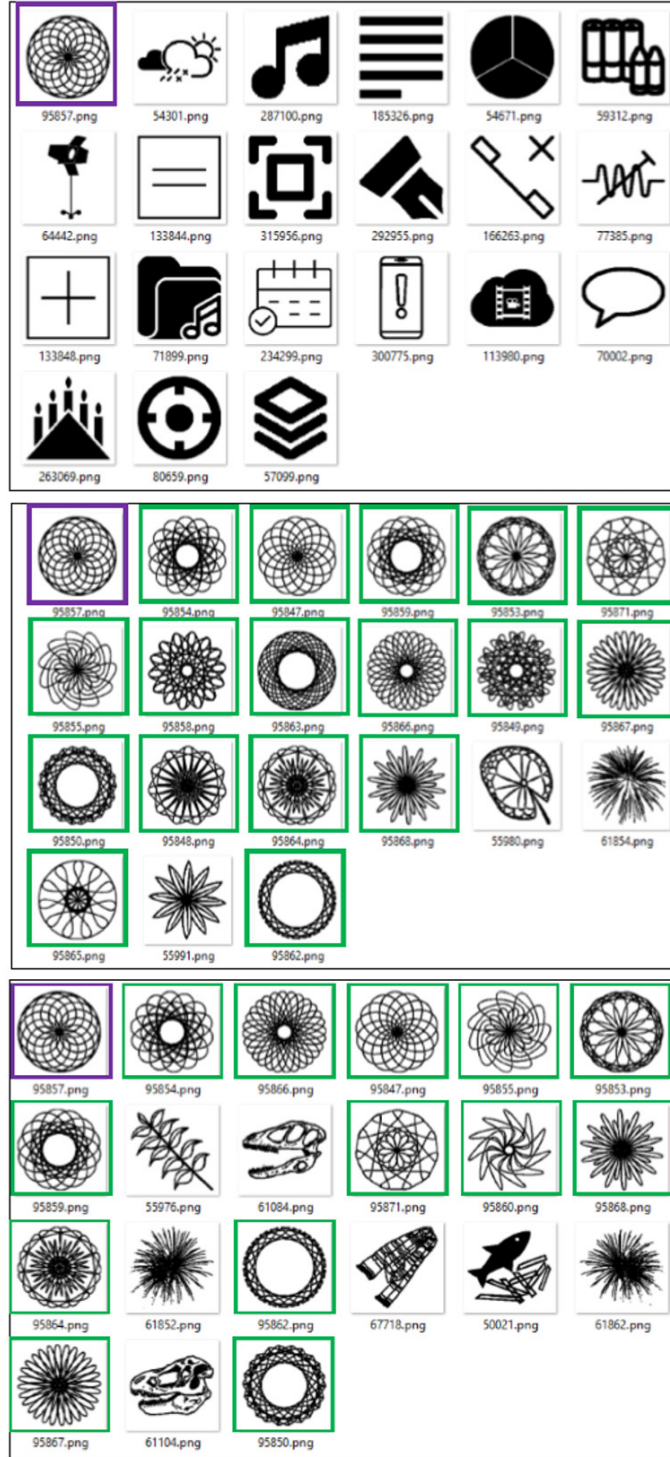 95857.png 54301.png 287100.png 185326.png 54671.png 59312.png
64442.png 133844.png 315956.png 292955.png 166263.png 77385.png
133848.png 71899.png 234299.png 300775.png 113980.png 70002.png
263069.png 80659.png 57099.png
95857.png 95854.png 95847.png 95859.png 95853.png 95871.png
95855.png 95858.png 95863.png 95866.png 95849.png 95867.png
95850.png 95848.png 95864.png 95868.png 55980.png 61854.png
95865.png 55991.png 95862.png
95857.png 95854.png 95866.png 95847.png 95855.png 95853.png
95859.png 55976.png 61084.png 95871.png 95860.png 95868.png
95864.png 61852.png 95862.png 67718.png 50021.png 61862.png
95867.png 61104.png 95850.png